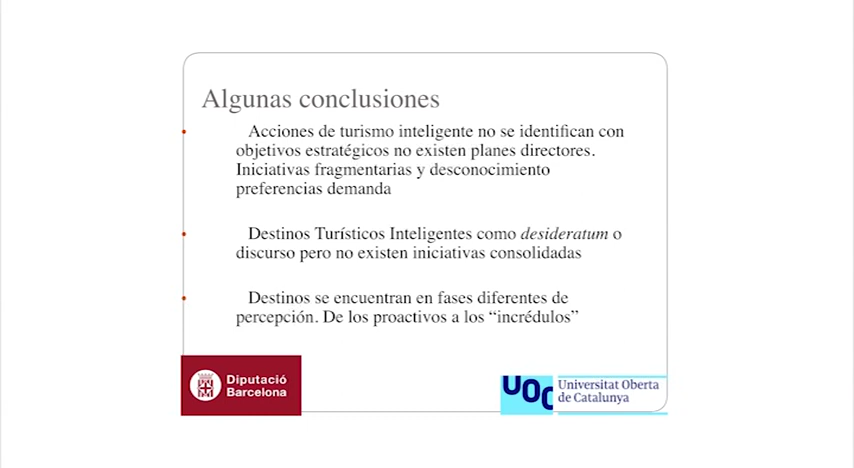 Algunas conclusiones
Acciones de turismo inteligente no se identifican con
objetivos estratégicos no existen planes directores.
Iniciativas fragmentarias y desconocimiento
preferencias demanda
Destinos Turísticos Inteligentes como desideratum o
discurso pero no existen iniciativas consolidadas
Destinos se encuentran en fases diferentes de
percepción. De los proactivos a los “incrédulos”
Diputació
Barcelona
UOC
Universitat Oberta
de Catalunya